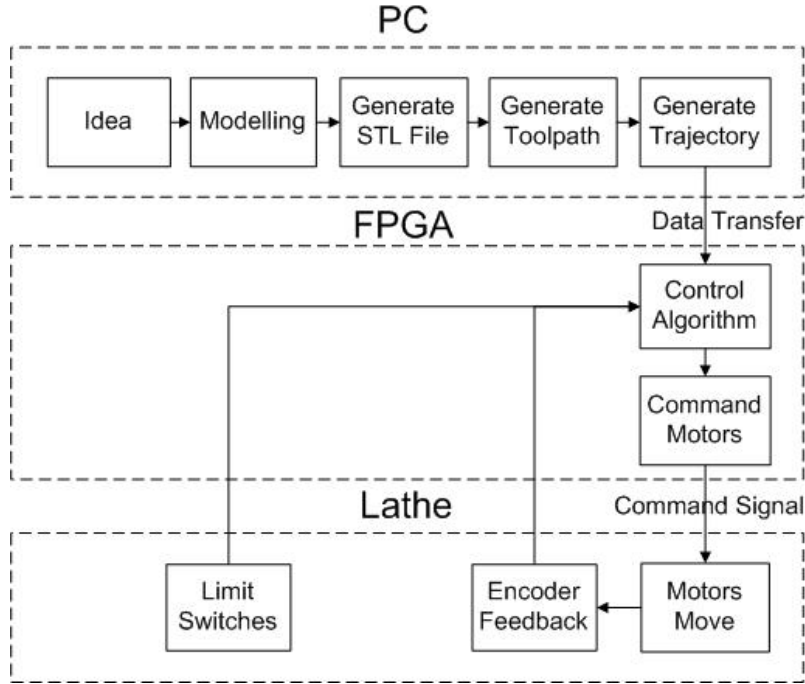 PC
Idea
Modelling
Generate
STL File
Generate
Toolpath
Generate
Trajectory
Data Transfer
FPGA
Control
Algorithm
Command
Motors
Command Signal
Lathe
Limit
Switches
Encoder
Feedback
Motors
Move